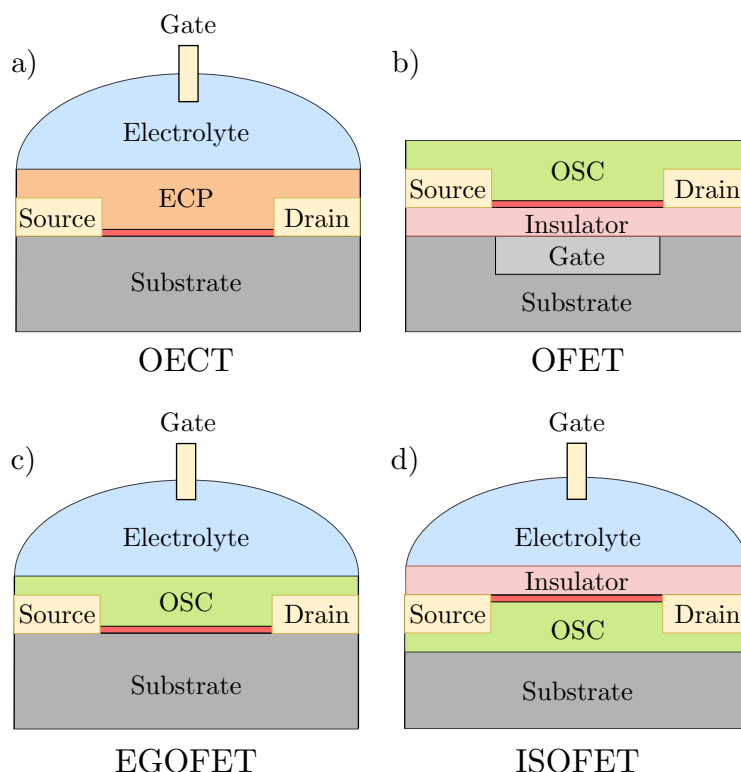 Gate
a)
Electrolyte
ECP
Source
Drain
Substrate
OECT
b)
OSC
Source
Drain
Insulator
Gate
Substrate
OFET
Gate
c)
Electrolyte
OSC
Source
Drain
Substrate
EGOFET
Gate
d)
Electrolyte
Insulator
Source
Drain
OSC
Substrate
ISOFET